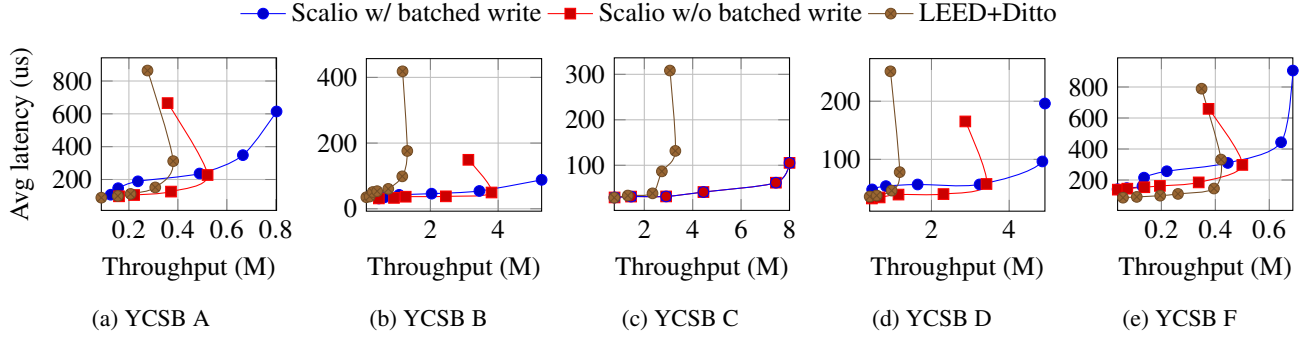 Scalio w/ batched write Scalio w/o batched write LEED+Ditto
Avg latency (us)
800
600
400
200
0.2 0.4 0.6 0.8
Throughput (M)
(a) YCSB A
400
200
0
2 4
Throughput (M)
(b) YCSB B
300
200
100
0
2 4 6 8
Throughput (M)
(c) YCSB C
200
100
0
2 4
Throughput (M)
(d) YCSB D
800
600
400
200
0.2 0.4 0.6
Throughput (M)
(e) YCSB F